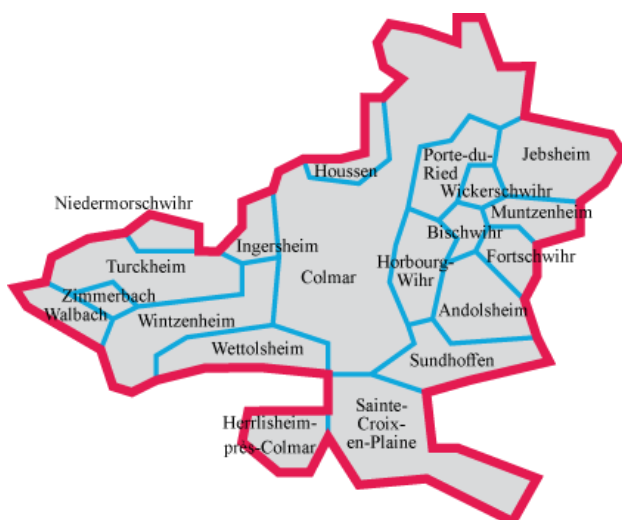 Porte-du-
Ried
Jebsheim
Houssen
Wickerschwihr
Niedermorschwihr
Muntzenheim
Bischwihr
Ingersheim
Fortschwihr
Turckheim
Colmar
Horbourg-
Wihr
Zimmerbach
Walbach
Wintzenheim
Andolsheim
Wettolsheim
Sundhoffen
Sainte-
Croix-
en-Plaine
Herrlisheim-
près-Colmar